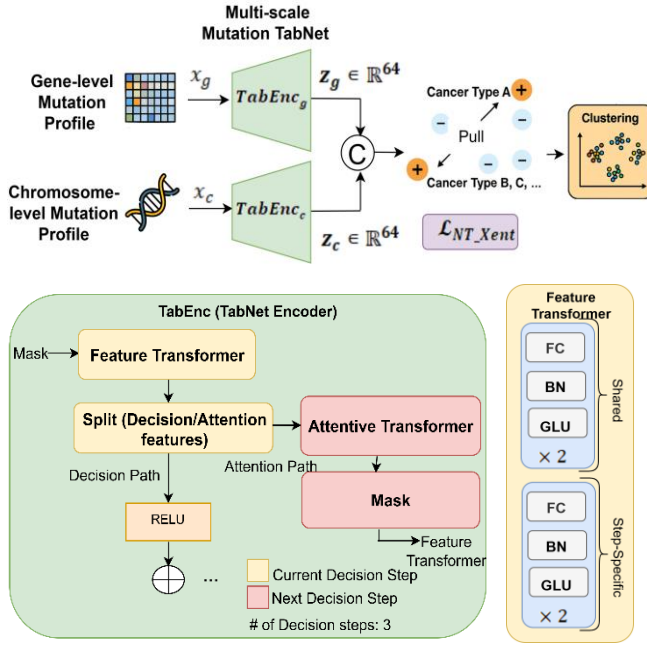 Multi-scale
Mutation TabNet
Gene-level
Mutation
Profile
x_g
TabEnc_g
z_g ∈ ℝ^64
Cancer Type A
+
−
−
Pull
−
−
−
+
Cancer Type B, C, ...
Clustering
C
Chromosome-
level Mutation
Profile
x_c
TabEnc_c
z_c ∈ ℝ^64
ℒ_NT_Xent
TabEnc (TabNet Encoder)
Mask
Feature Transformer
Split (Decision/Attention
features)
Attentive Transformer
Decision Path
Attention Path
Mask
RELU
Feature
Transformer
...
Current Decision Step
Next Decision Step
# of Decision steps: 3
Feature
Transformer
FC
BN
GLU
× 2
Shared
FC
BN
GLU
× 2
Step-Specific